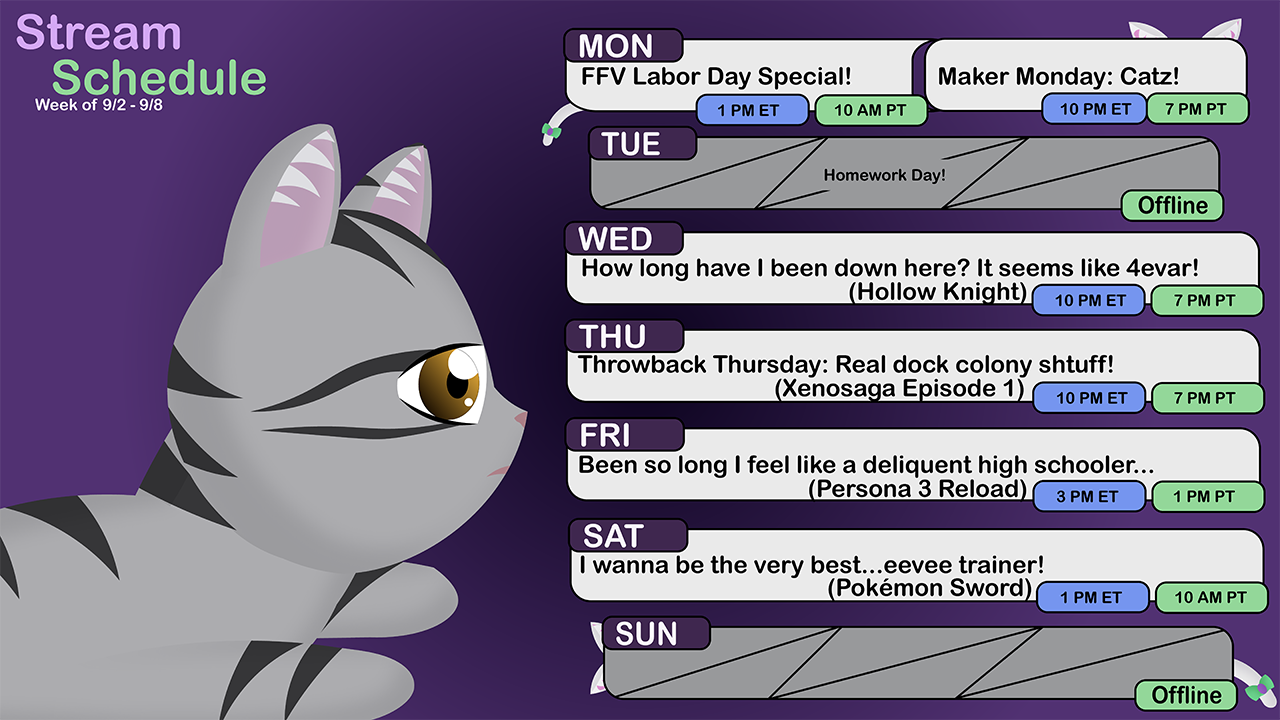 Stream
Schedule
Week of 9/2 - 9/8
MON
FFV Labor Day Special!
1 PM ET
10 AM PT
Maker Monday: Catz!
10 PM ET
7 PM PT
TUE
Homework Day!
Offline
WED
How long have I been down here? It seems like 4evar!
(Hollow Knight)
10 PM ET
7 PM PT
THU
Throwback Thursday: Real dock colony shtuff!
(Xenosaga Episode 1)
10 PM ET
7 PM PT
FRI
Been so long I feel like a deliquent high schooler...
(Persona 3 Reload)
3 PM ET
1 PM PT
SAT
I wanna be the very best...eevee trainer!
(Pokémon Sword)
1 PM ET
10 AM PT
SUN
Offline